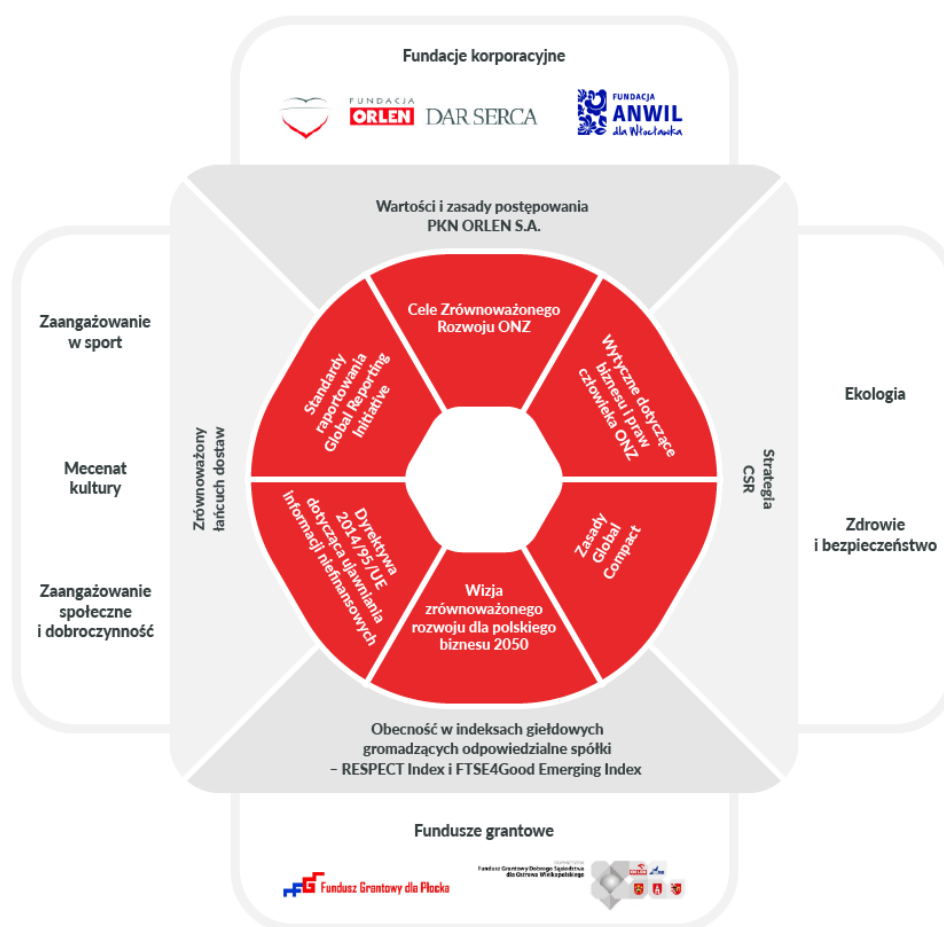 Fundacje korporacyjne
FUNDACJA
ORLEN DAR SERCA
FUNDACJA
ANWIL
dla Włocławka
Wartości i zasady postępowania
PKN ORLEN S.A.
Zaangażowanie
w sport
Mecenat
kultury
Zaangażowanie
społeczne
i dobroczynność
Zrównoważony
łańcuch dostaw
Cele Zrównoważonego
Rozwoju ONZ
Wytyczne dotyczące
biznesu i praw
człowieka ONZ
Zasady
Global
Compact
Wizja
zrównoważonego
rozwoju dla polskiego
biznesu 2050
Dyrektywa
2014/95/UE
dotycząca ujawniania
Informacji niefinansowych
Standardy
raportowania
Global Reporting
Initiative
Strategia
CSR
Ekologia
Zdrowie
i bezpieczeństwo
Obecność w indeksach giełdowych
gromadzących odpowiedzialne spółki
– RESPECT Index i FTSE4Good Emerging Index
Fundusze grantowe
Fundusz Grantowy dla Płocka
Fundusz Grantowy Dobrego Sąsiedztwa
dla Ostrowa Wielkopolskiego
ORLEN